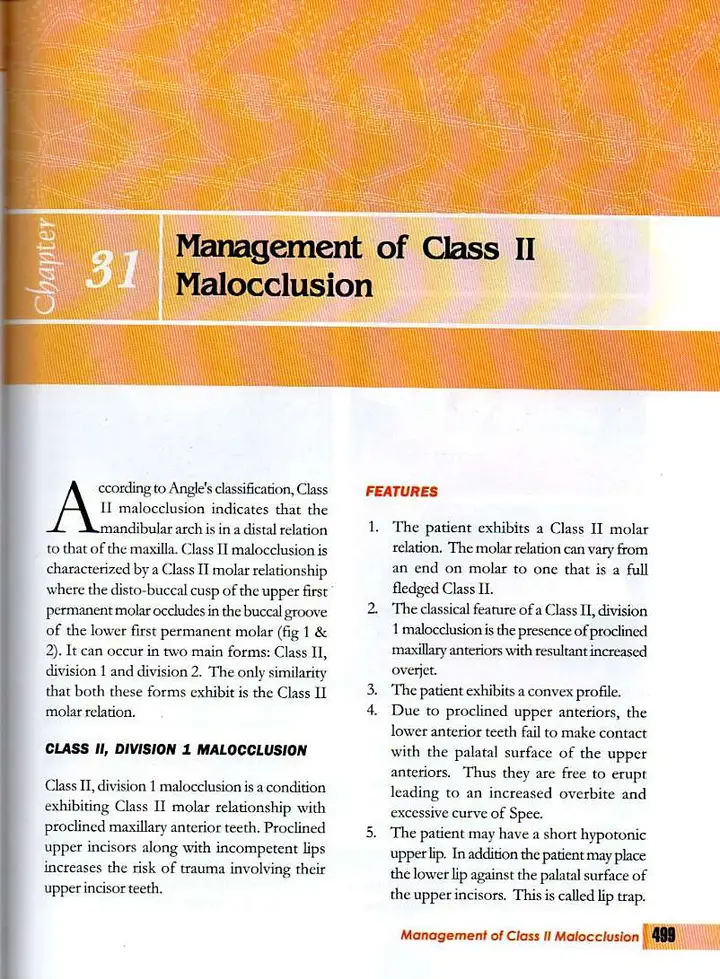 Chapter
31
Management of Class II
Malocclusion
According to Angle's classification, Class
II malocclusion indicates that the
mandibular arch is in a distal relation
to that of the maxilla. Class II malocclusion is
characterized by a Class II molar relationship
where the disto-buccal cusp of the upper first
permanent molar occludes in the buccal groove
of the lower first permanent molar (fig 1 &
2). It can occur in two main forms: Class II,
division 1 and division 2. The only similarity
that both these forms exhibit is the Class II
molar relation.
CLASS II, DIVISION 1 MALOCCLUSION
Class II, division 1 malocclusion is a condition
exhibiting Class II molar relationship with
proclined maxillary anterior teeth. Proclined
upper incisors along with incompetent lips
increases the risk of trauma involving their
upper incisor teeth.
FEATURES
1. The patient exhibits a Class II molar
relation. The molar relation can vary from
an end on molar to one that is a full
fledged Class II.
2. The classical feature of a Class II, division
1 malocclusion is the presence of proclined
maxillary anteriors with resultant increased
overjet.
3. The patient exhibits a convex profile.
4. Due to proclined upper anteriors, the
lower anterior teeth fail to make contact
with the palatal surface of the upper
anteriors. Thus they are free to erupt
leading to an increased overbite and
excessive curve of Spee.
5. The patient may have a short hypotonic
upper lip. In addition the patient may place
the lower lip against the palatal surface of
the upper incisors. This is called lip trap.
Management of Class II Malocclusion 499